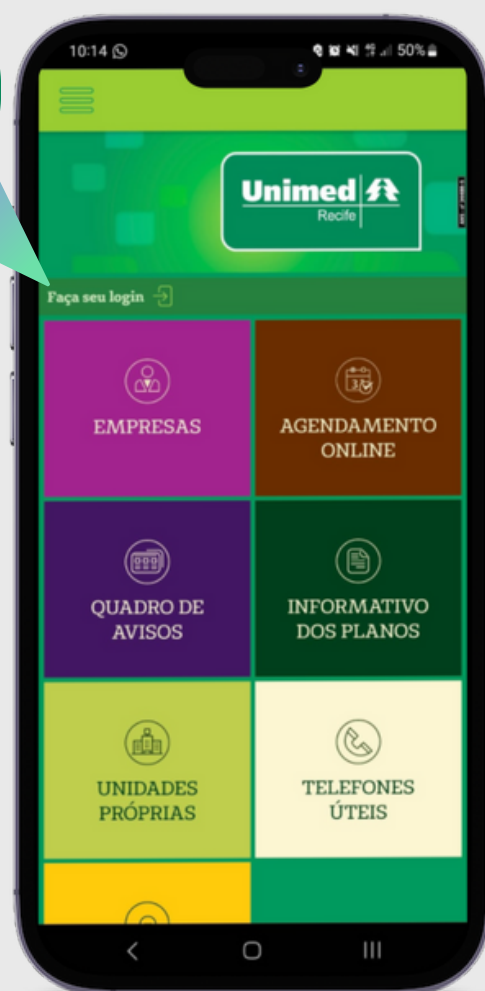 10:14
50%
Unimed
Recife
Faça seu login
EMPRESAS
AGENDAMENTO
ONLINE
QUADRO DE
AVISOS
INFORMATIVO
DOS PLANOS
UNIDADES
PRÓPRIAS
TELEFONES
ÚTEIS